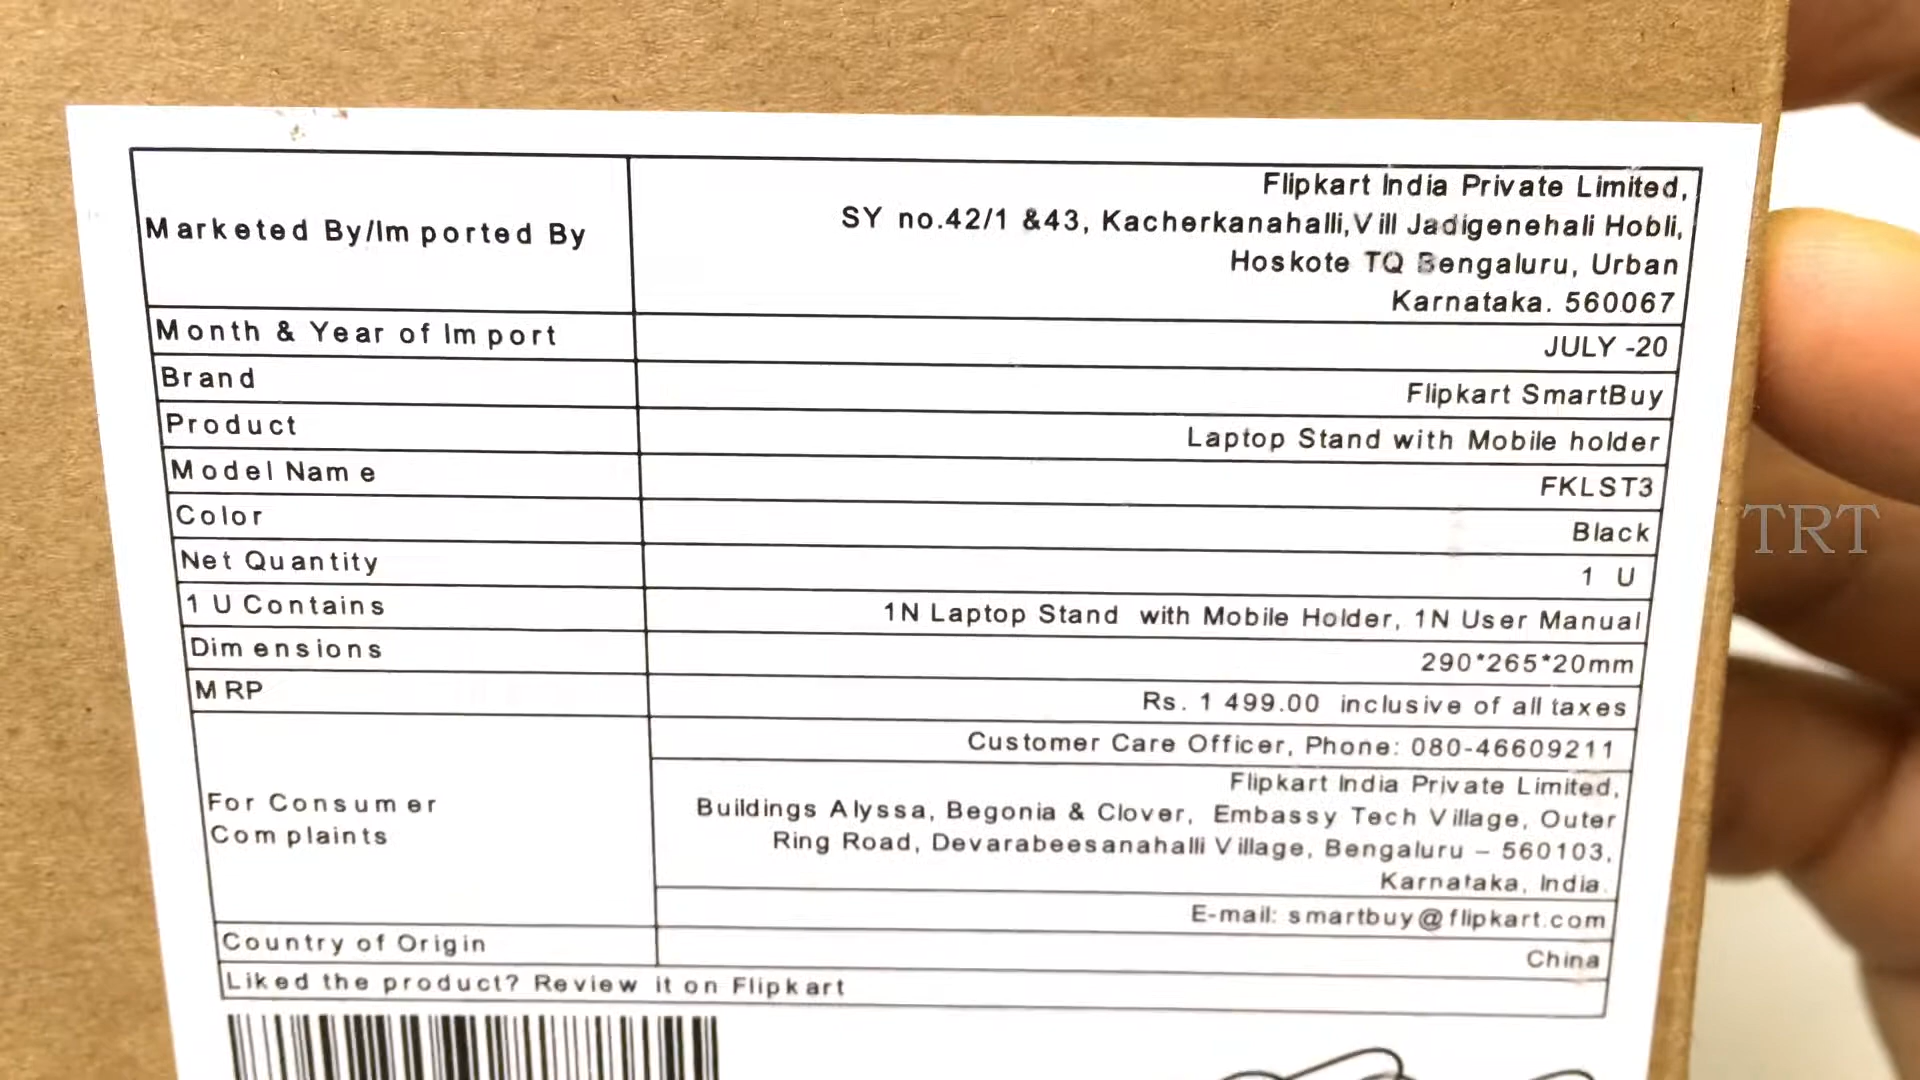 Marketed By/Imported By
Flipkart India Private Limited,
SY no.42/1 &43, Kacherkanahalli,Vill Jadigenehali Hobli,
Hoskote TQ Bengaluru, Urban
Karnataka. 560067
Month & Year of Import
JULY -20
Brand
Flipkart SmartBuy
Product
Laptop Stand with Mobile holder
Model Name
FKLST3
Color
Black
Net Quantity
1 U
1 U Contains
1N Laptop Stand with Mobile Holder, 1N User Manual
Dimensions
290*265*20mm
MRP
Rs. 1 499.00 inclusive of all taxes
For Consumer
Complaints
Customer Care Officer, Phone: 080-46609211
Flipkart India Private Limited,
Buildings Alyssa, Begonia & Clover, Embassy Tech Village, Outer
Ring Road, Devarabeesanahalli Village, Bengaluru – 560103,
Karnataka, India.
E-mail: smartbuy@flipkart.com
Country of Origin
China
Liked the product? Review it on Flipkart
TRT